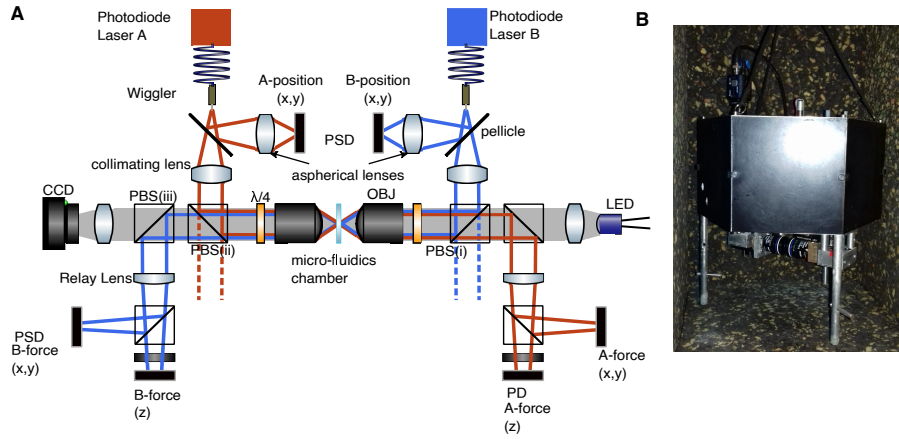 A
Photodiode
Laser A
Photodiode
Laser B
B
Wiggler
A-position
(x,y)
B-position
(x,y)
PSD
pellicle
collimating lens
aspherical lenses
CCD
PBS(iii)
λ/4
OBJ
LED
PBS(ii)
PBS(i)
micro-fluidics
chamber
Relay Lens
PSD
B-force
(x,y)
B-force
(z)
PD
A-force
(z)
A-force
(x,y)